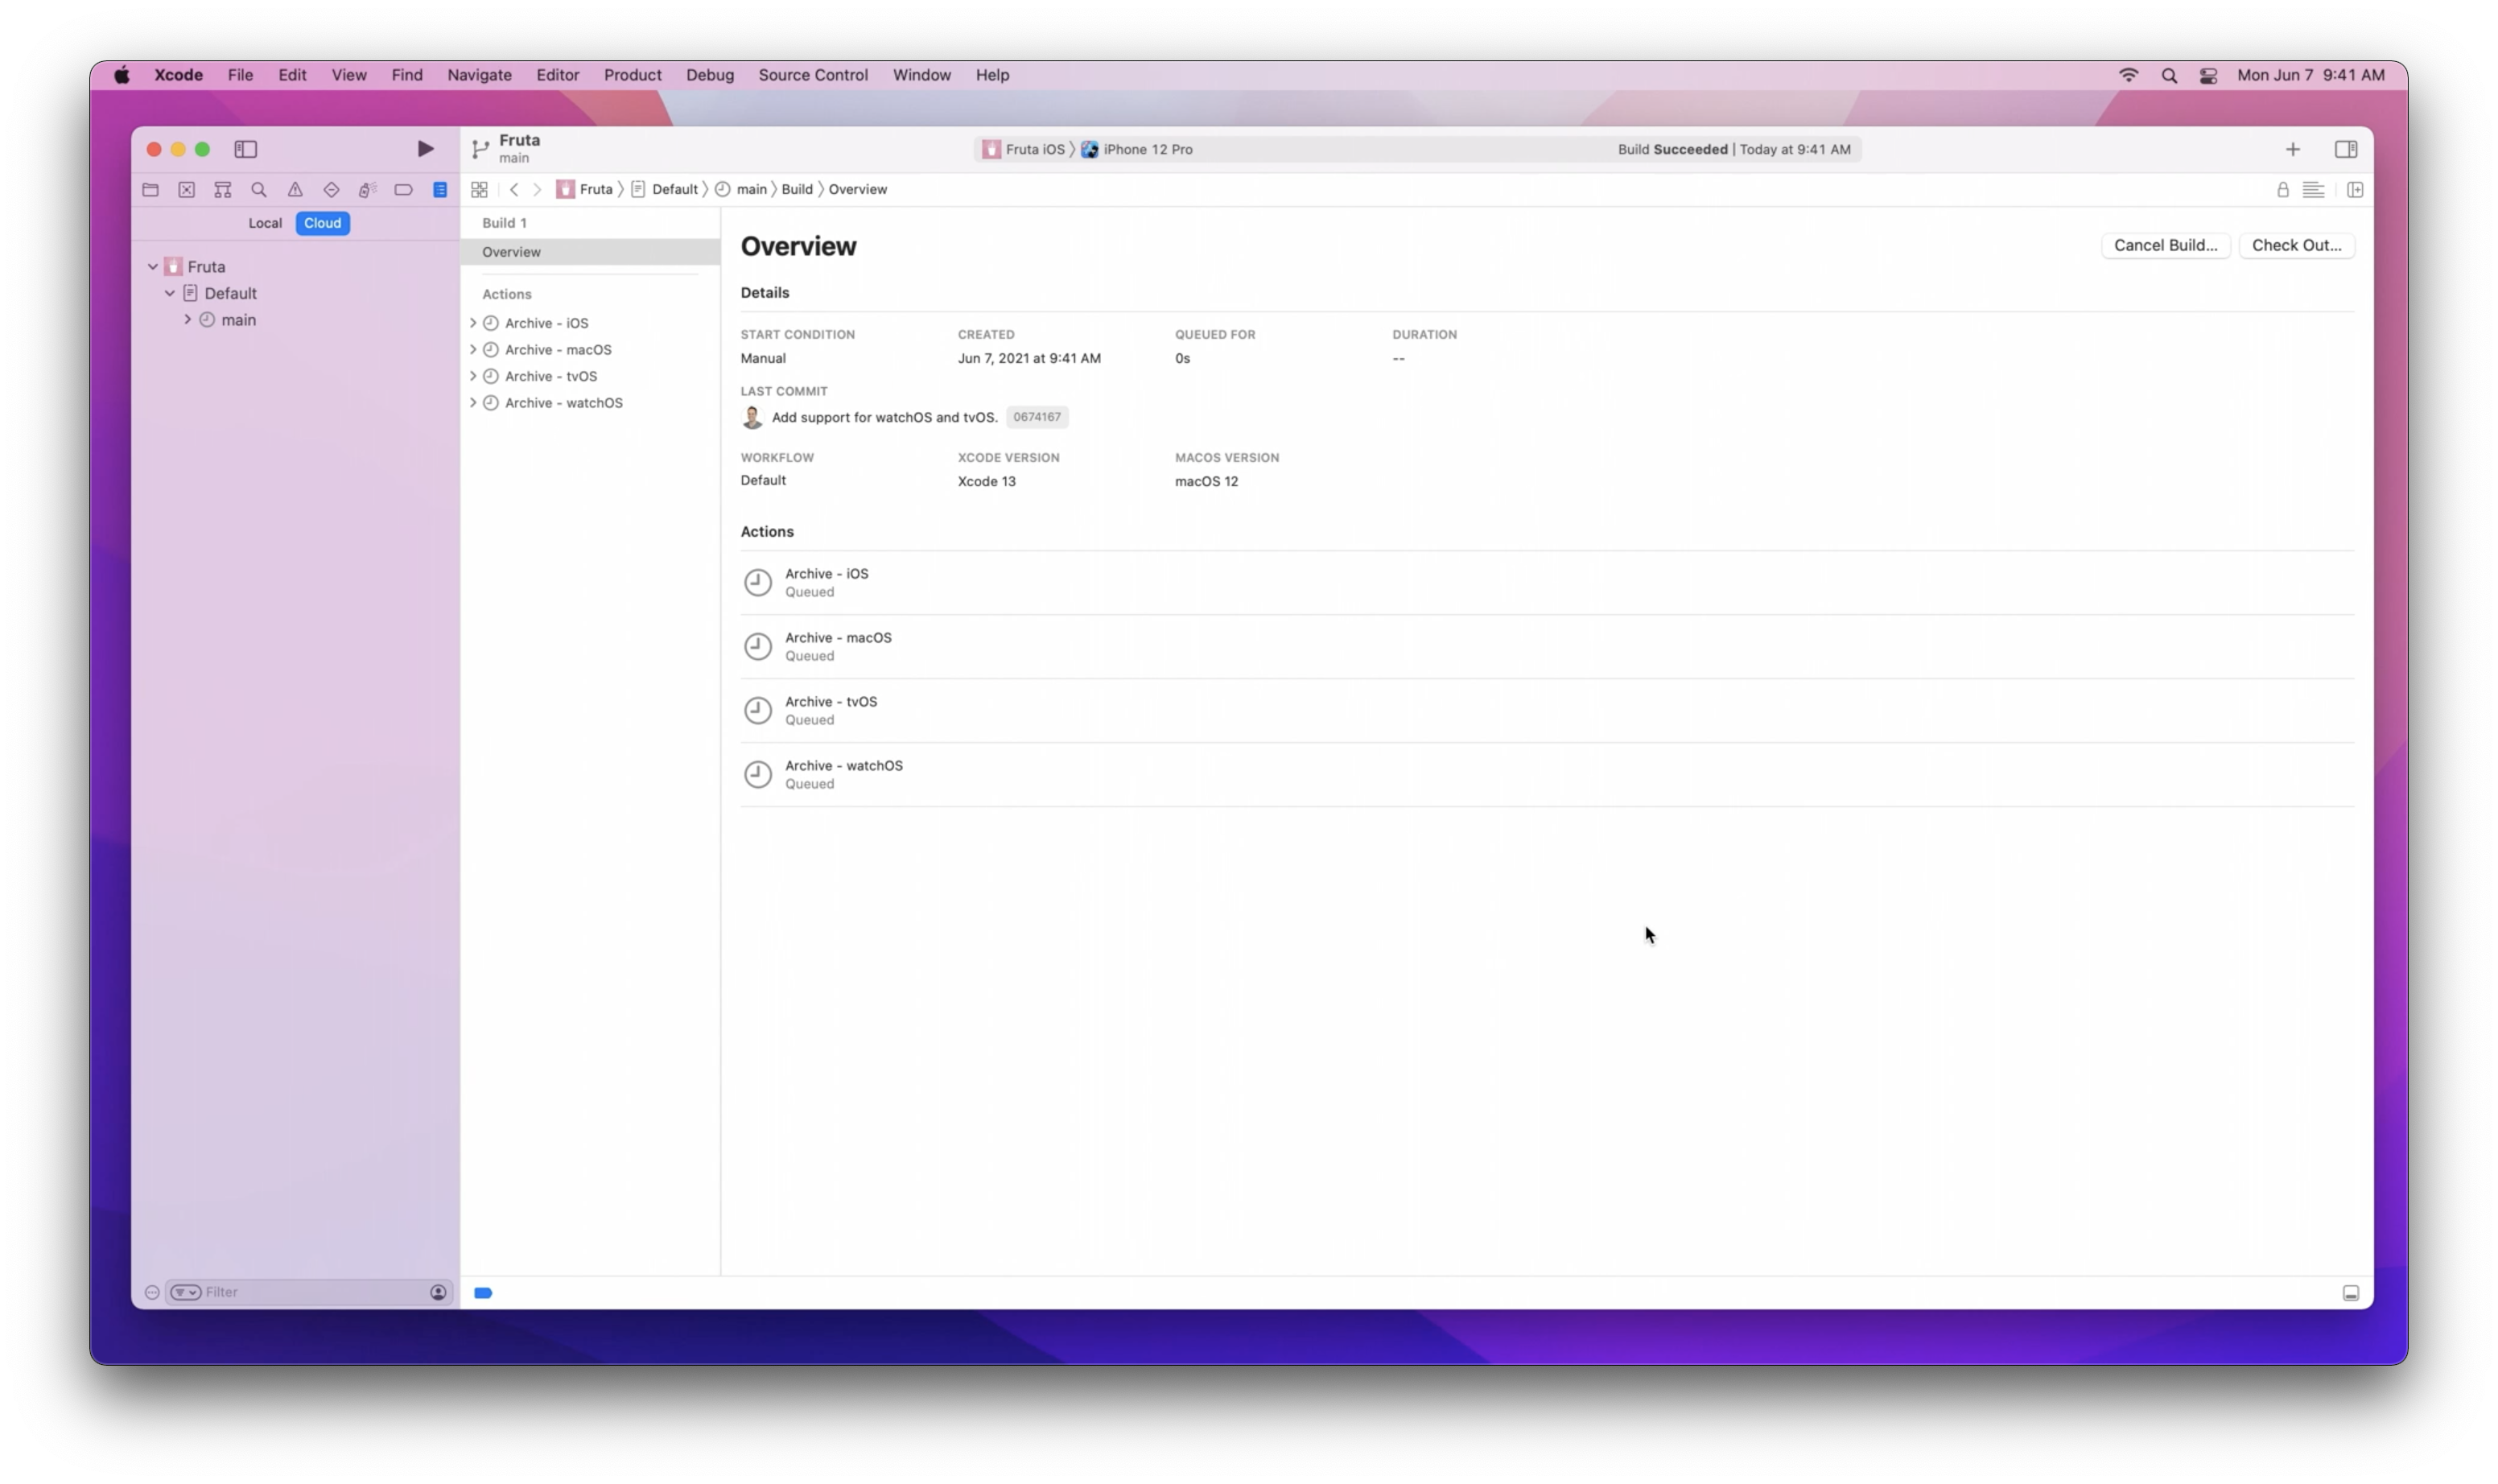 Xcode File Edit View Find Navigate Editor Product Debug Source Control Window Help Mon Jun 7 9:41 AM
Fruta
main
Fruta iOS iPhone 12 Pro Build Succeeded | Today at 9:41 AM
Fruta Default main Build Overview
Local Cloud
Fruta
Default
main
Filter
Build 1
Overview
Actions
Archive - iOS
Archive - macOS
Archive - tvOS
Archive - watchOS
Overview Cancel Build... Check Out...
Details
START CONDITION CREATED QUEUED FOR DURATION
Manual Jun 7, 2021 at 9:41 AM 0s --
LAST COMMIT
Add support for watchOS and tvOS. 0674167
WORKFLOW XCODE VERSION MACOS VERSION
Default Xcode 13 macOS 12
Actions
Archive - iOS
Queued
Archive - macOS
Queued
Archive - tvOS
Queued
Archive - watchOS
Queued